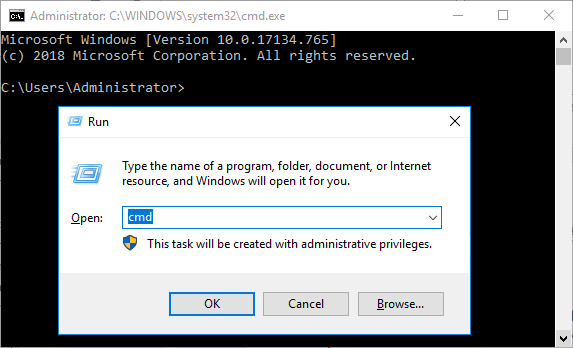 Administrator: C:\WINDOWS\system32\cmd.exe
Microsoft Windows [Version 10.0.17134.765]
(c) 2018 Microsoft Corporation. All rights reserved.
C:\Users\Administrator>
Run
Type the name of a program, folder, document, or Internet
resource, and Windows will open it for you.
Open: cmd
This task will be created with administrative privileges.
OK Cancel Browse...